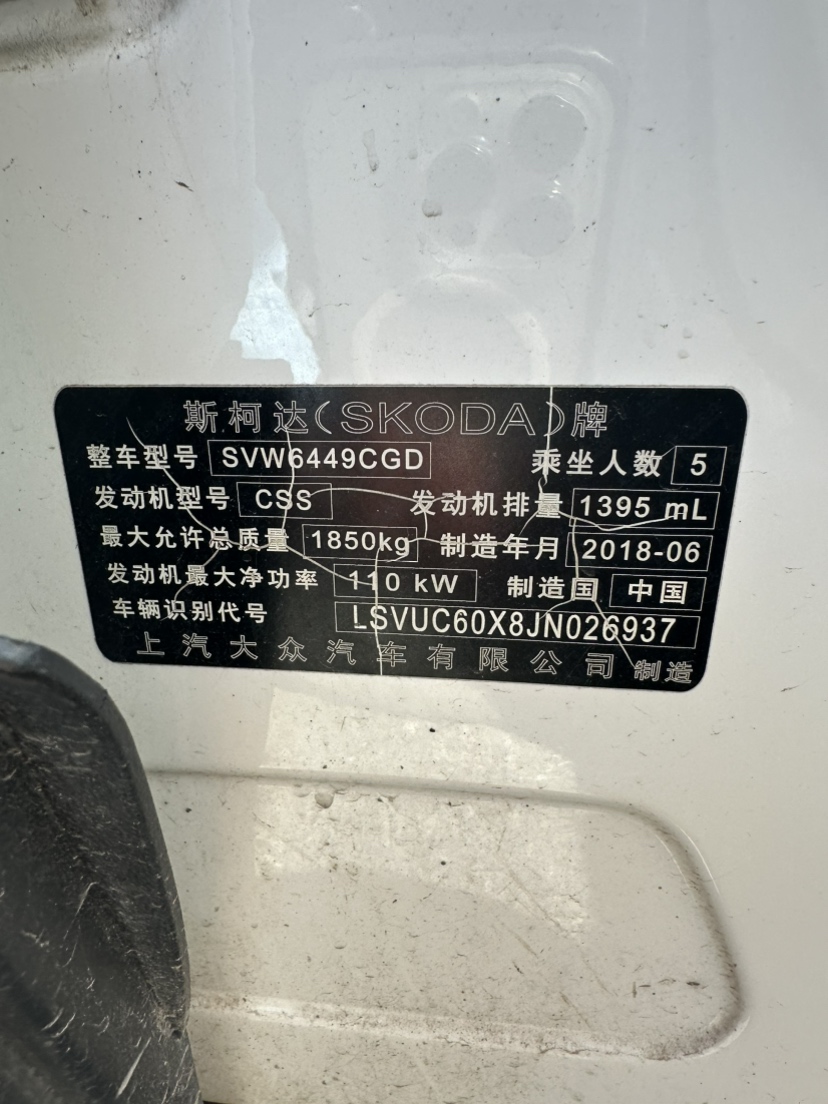 斯柯达(SKODA)牌
整车型号 SVW6449CGD 乘坐人数 5
发动机型号 CSS 发动机排量 1395 mL
最大允许总质量 1850kg 制造年月 2018-06
发动机最大净功率 110 kW 制造国 中国
车辆识别代号 LSVUC60X8JN026937
上汽大众汽车有限公司 制造